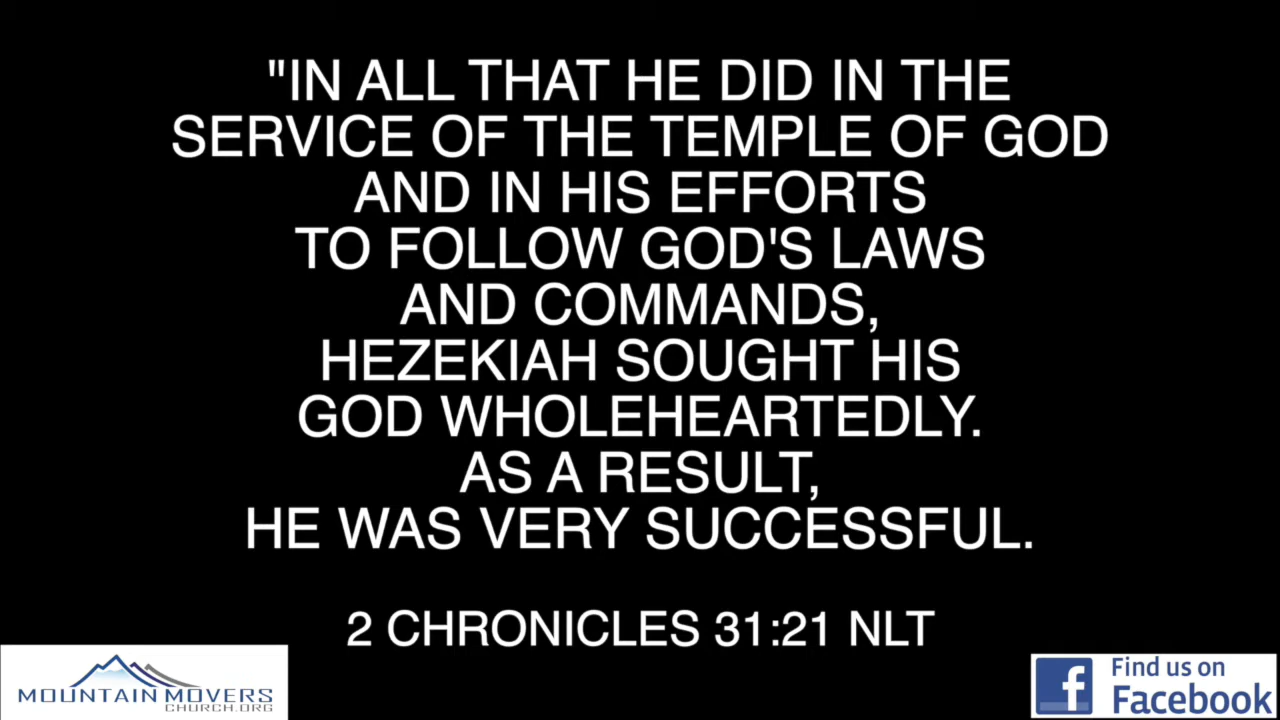 "IN ALL THAT HE DID IN THE
SERVICE OF THE TEMPLE OF GOD
AND IN HIS EFFORTS
TO FOLLOW GOD'S LAWS
AND COMMANDS,
HEZEKIAH SOUGHT HIS
GOD WHOLEHEARTEDLY.
AS A RESULT,
HE WAS VERY SUCCESSFUL.
2 CHRONICLES 31:21 NLT
MOUNTAIN MOVERS
CHURCH.ORG
f Find us on
Facebook